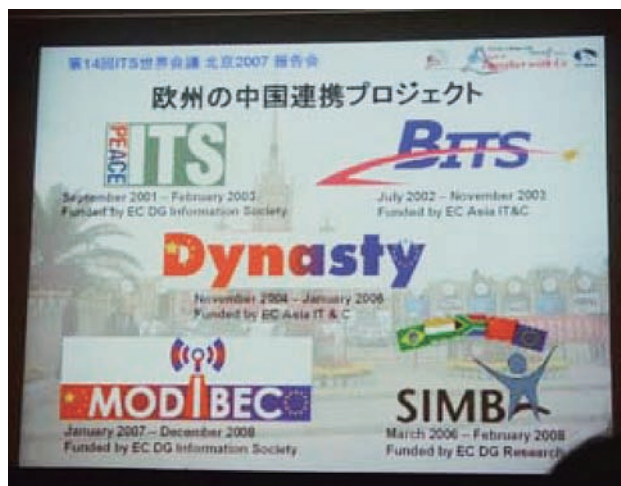 第14回ITS世界会議 北京2007 報告会
欧州の中国連携プロジェクト
PEACE ITS
September 2001 – February 2003
Funded by EC DG Information Society
BITS
July 2002 – November 2003
Funded by EC Asia IT&C
Dynasty
November 2004 – January 2006
Funded by EC Asia IT & C
MODIBEC
January 2007 – December 2008
Funded by EC DG Information Society
SIMBA
March 2006 – February 2008
Funded by EC DG Research